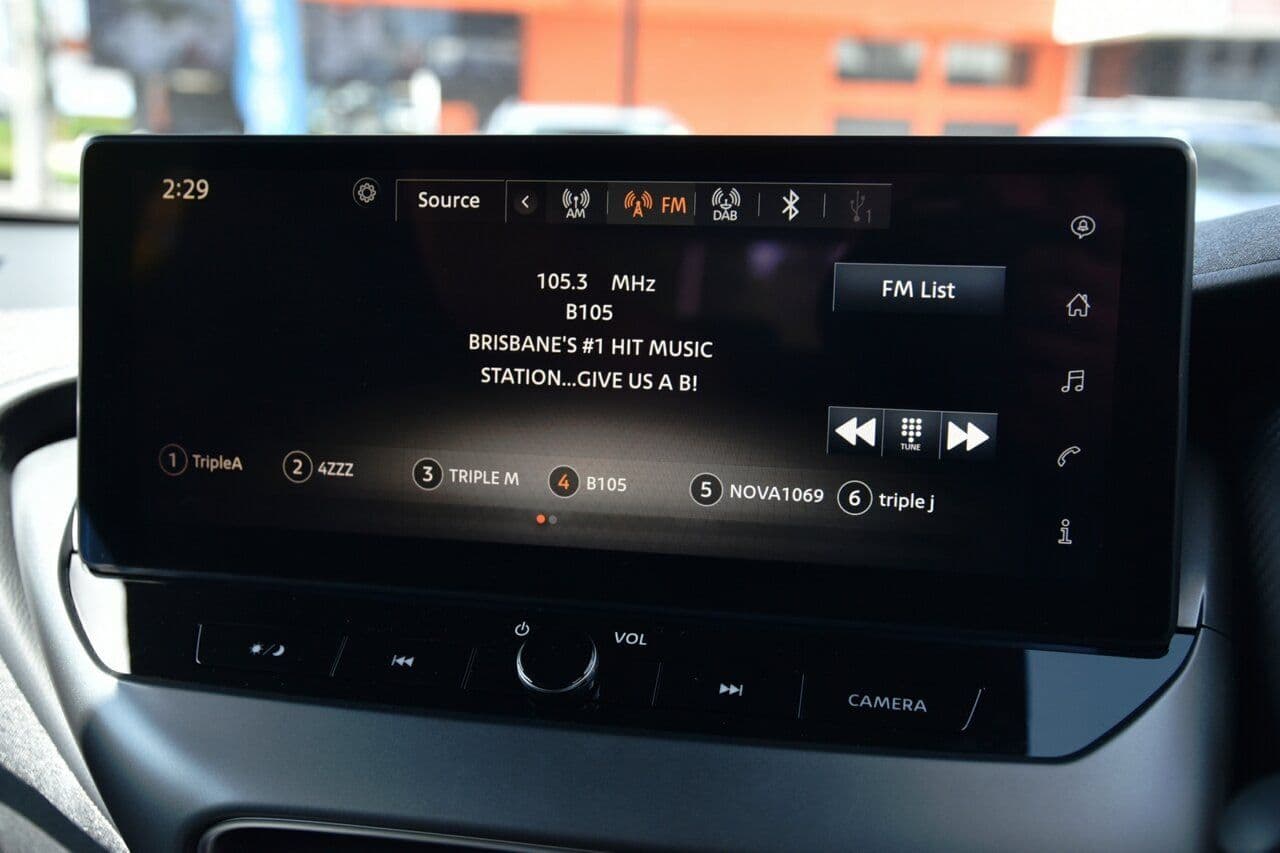 2:29
Source AM FM DAB 1
105.3 MHz
B105
FM List
BRISBANE'S #1 HIT MUSIC
STATION...GIVE US A B!
TUNE
1 TripleA 2 4ZZZ 3 TRIPLE M 4 B105 5 NOVA1069 6 triple j
VOL
CAMERA